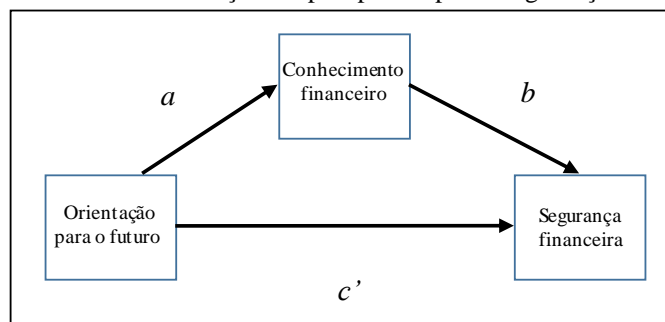 Conhecimento
financeiro
a
b
Orientação
para o futuro
Segurança
financeira
c’